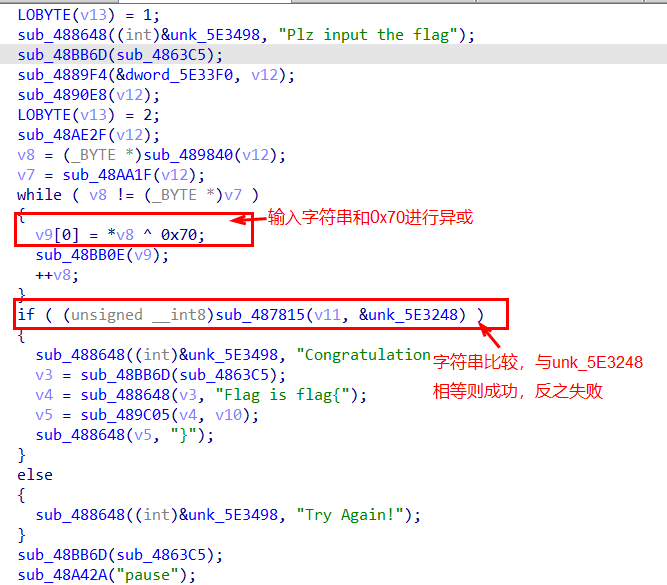 LOBYTE(v13) = 1;
sub_488648((int)&unk_5E3498, "Plz input the flag");
sub_48BB6D(sub_4863C5);
sub_4889F4(&dword_5E33F0, v12);
sub_4890E8(v12);
LOBYTE(v13) = 2;
sub_48AE2F(v12);
v8 = (_BYTE *)sub_489840(v12);
v7 = sub_48AA1F(v12);
while ( v8 != (_BYTE *)v7 )
{
输入字符串和0x70进行异或
v9[0] = *v8 ^ 0x70;
sub_48BB0E(v9);
++v8;
}
if ( (unsigned __int8)sub_487815(v11, &unk_5E3248) )
{
sub_488648((int)&unk_5E3498, "Congratulation
字符串比较，与unk_5E3248
v3 = sub_48BB6D(sub_4863C5);
v4 = sub_488648(v3, "Flag is flag{");
相等则成功，反之失败
v5 = sub_489C05(v4, v10);
sub_488648(v5, "}");
}
else
{
sub_488648((int)&unk_5E3498, "Try Again!");
}
sub_48BB6D(sub_4863C5);
sub_48A42A("pause");